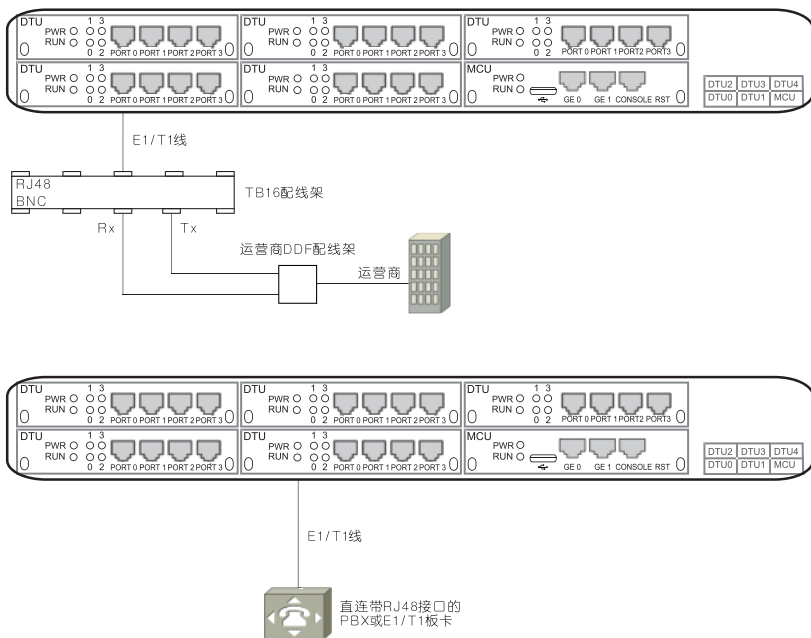 DTU PWR RUN 1 3 0 2 PORT 0 PORT 1 PORT 2 PORT 3
DTU PWR RUN 1 3 0 2 PORT 0 PORT 1 PORT 2 PORT 3
DTU PWR RUN 1 3 0 2 PORT 0 PORT 1 PORT2 PORT3
DTU PWR RUN 0 2 PORT 0 PORT 1 PORT 2 PORT 3
DTU PWR RUN 0 2 PORT 0 PORT 1 PORT 2 PORT 3
MCU PWR RUN GE 0 GE 1 CONSOLE RST
DTU2 DTU3 DTU4
DTU0 DTU1 MCU
E1/T1线
RJ48
BNC
TB16配线架
Rx Tx
运营商DDF配线架
运营商
DTU PWR RUN 1 3 0 2 PORT 0 PORT 1 PORT 2 PORT 3
DTU PWR RUN 1 3 0 2 PORT 0 PORT 1 PORT 2 PORT 3
DTU PWR RUN 1 3 0 2 PORT 0 PORT 1 PORT2 PORT3
DTU PWR RUN 1 3 0 2 PORT 0 PORT 1 PORT 2 PORT 3
DTU PWR RUN 1 3 0 2 PORT 0 PORT 1 PORT 2 PORT 3
MCU PWR RUN GE 0 GE 1 CONSOLE RST
DTU2 DTU3 DTU4
DTU0 DTU1 MCU
E1/T1线
直连带RJ48接口的
PBX或E1/T1板卡